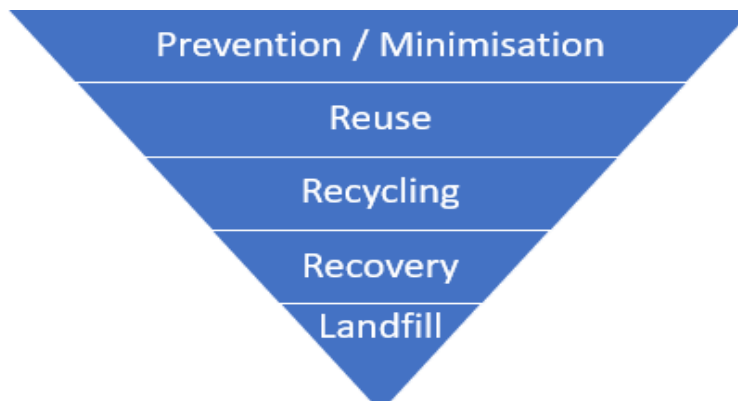 Prevention / Minimisation
Reuse
Recycling
Recovery
Landfill